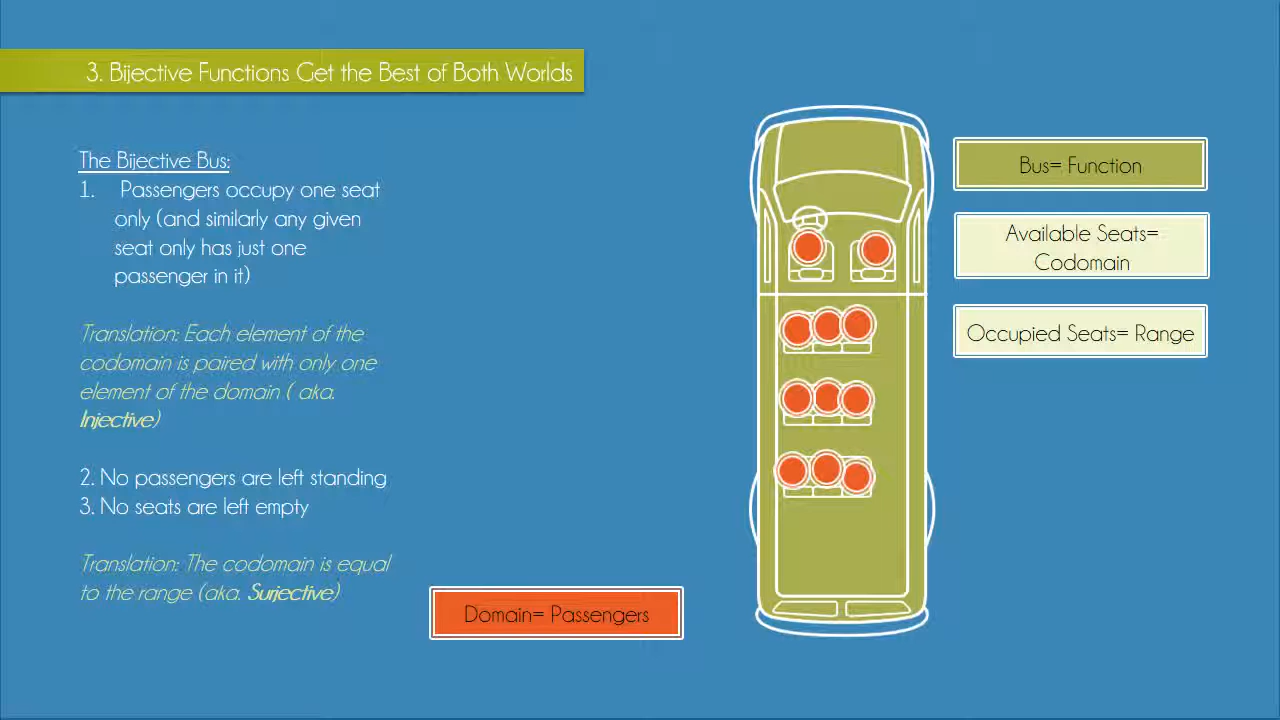 3. Bijective Functions Get the Best of Both Worlds
The Bijective Bus:
1. Passengers occupy one seat
only (and similarly any given
seat only has just one
passenger in it)
Translation: Each element of the
codomain is paired with only one
element of the domain ( aka.
Injective)
2. No passengers are left standing
3. No seats are left empty
Translation: The codomain is equal
to the range (aka. Surjective)
Domain= Passengers
Bus= Function
Available Seats=
Codomain
Occupied Seats= Range